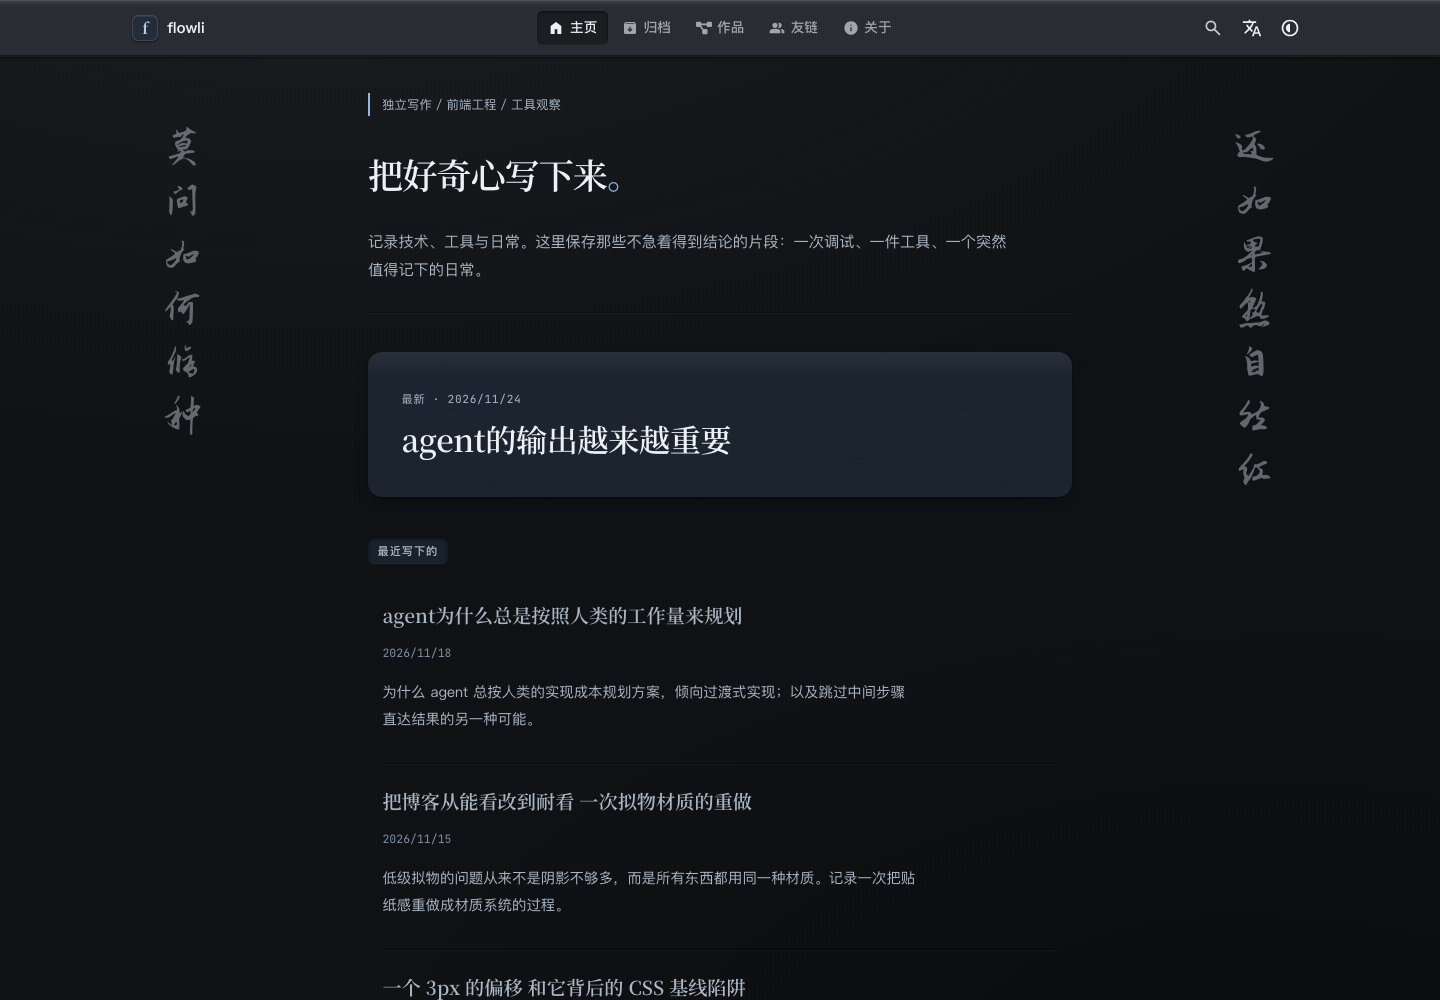 f flowli
主页 归档 作品 友链 关于
独立写作 / 前端工程 / 工具观察
把好奇心写下来。
记录技术、工具与日常。这里保存那些不急着得到结论的片段：一次调试、一件工具、一个突然
值得记下的日常。
莫问如何修种
还如果熟自然红
最新 · 2026/11/24
agent的输出越来越重要
最近写下的
agent为什么总是按照人类的工作量来规划
2026/11/18
为什么 agent 总按人类的实现成本规划方案，倾向过渡式实现；以及跳过中间步骤
直达结果的另一种可能。
把博客从能看改到耐看 一次拟物材质的重做
2026/11/15
低级拟物的问题从来不是阴影不够多，而是所有东西都用同一种材质。记录一次把贴
纸感重做成材质系统的过程。
一个 3px 的偏移 和它背后的 CSS 基线陷阱